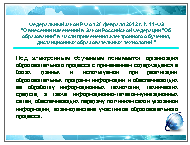 Федеральный закон РФ от 28 февраля 2012 г. N 11-ФЗ
"О внесении изменений в Закон Российской Федерации "Об
образовании" в части применения электронного обучения,
дистанционных образовательных технологий"
Под электронным обучением понимается организация
образовательного процесса с применением содержащейся в
базах данных и используемой при реализации
образовательных программ информации и обеспечивающих
ее обработку информационных технологий, технических
средств, а также информационно-телекоммуникационных
сетей, обеспечивающих передачу по линиям связи указанной
информации, взаимодействие участников образовательного
процесса.